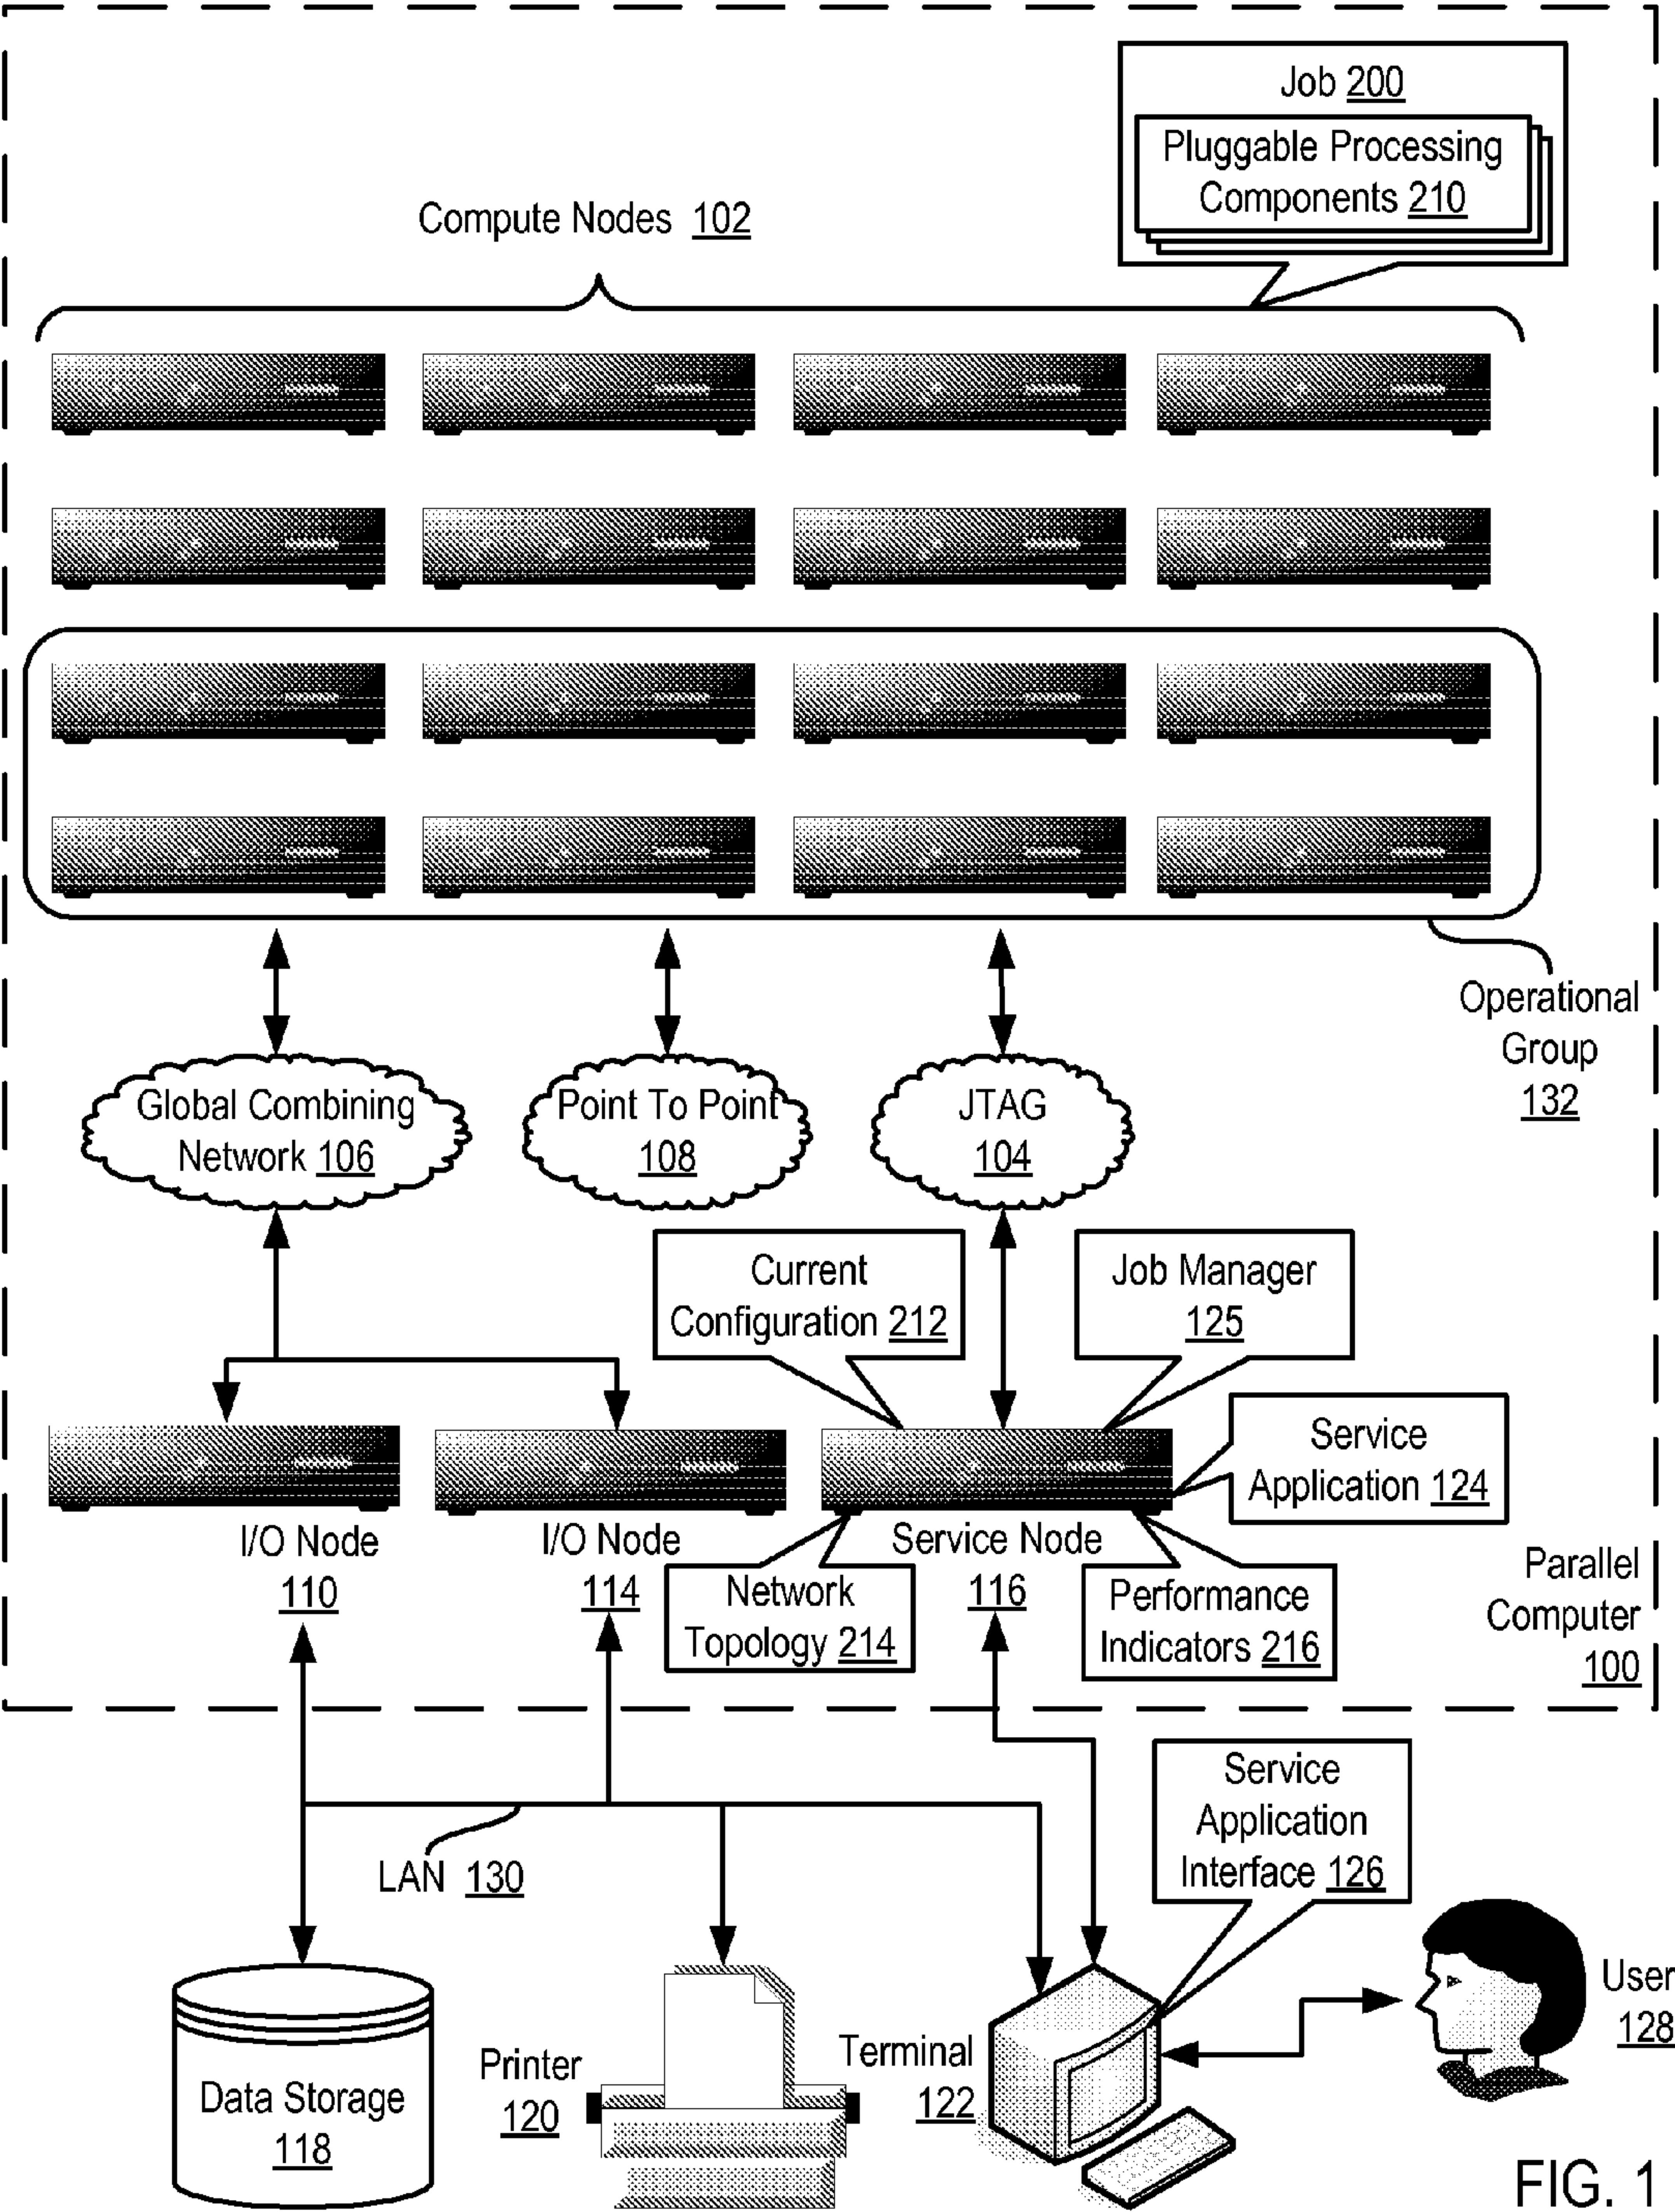 Job 200
Pluggable Processing
Components 210
Compute Nodes 102
Operational
Group
132
Global Combining
Network 106
Point To Point
108
JTAG
104
Current
Configuration 212
Job Manager
125
Service
Application 124
I/O Node
110
I/O Node
114
Service Node
116
Network
Topology 214
Performance
Indicators 216
Parallel
Computer
100
LAN 130
Service
Application
Interface 126
Data Storage
118
Printer
120
Terminal
122
User
128
FIG. 1